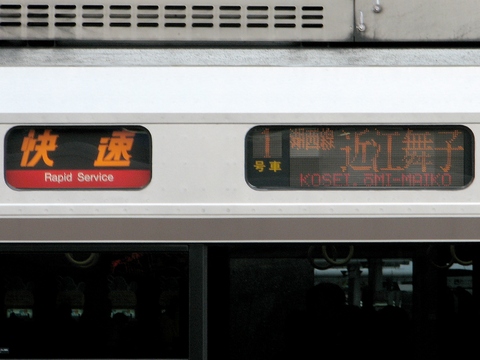 快速
Rapid Service
1
号車
湖西線 近江舞子
KOSEI OMI-MAIKO